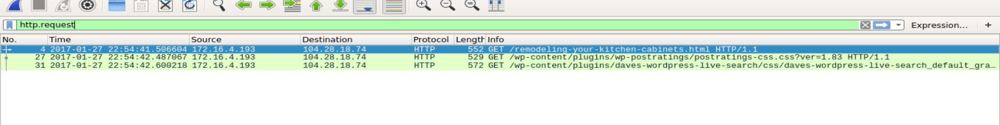 http.request
Expression… +
No. Time Source Destination Protocol Length Info
4 2017-01-27 22:54:41.506604 172.16.4.193 104.28.18.74 HTTP 552 GET /remodeling-your-kitchen-cabinets.html HTTP/1.1
27 2017-01-27 22:54:42.487067 172.16.4.193 104.28.18.74 HTTP 529 GET /wp-content/plugins/wp-postratings/postratings-css.css?ver=1.83 HTTP/1.1
31 2017-01-27 22:54:42.600218 172.16.4.193 104.28.18.74 HTTP 572 GET /wp-content/plugins/daves-wordpress-live-search/css/daves-wordpress-live-search_default_gra…